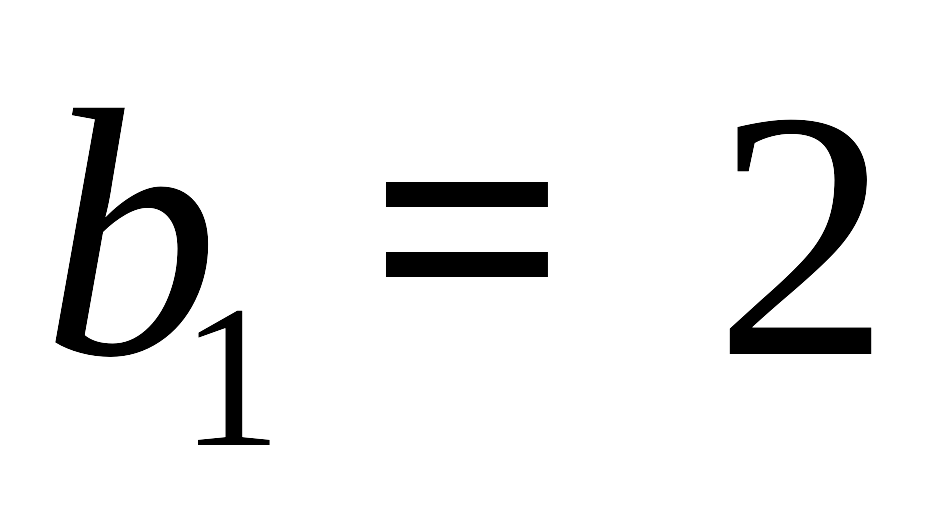 b₁ = 2